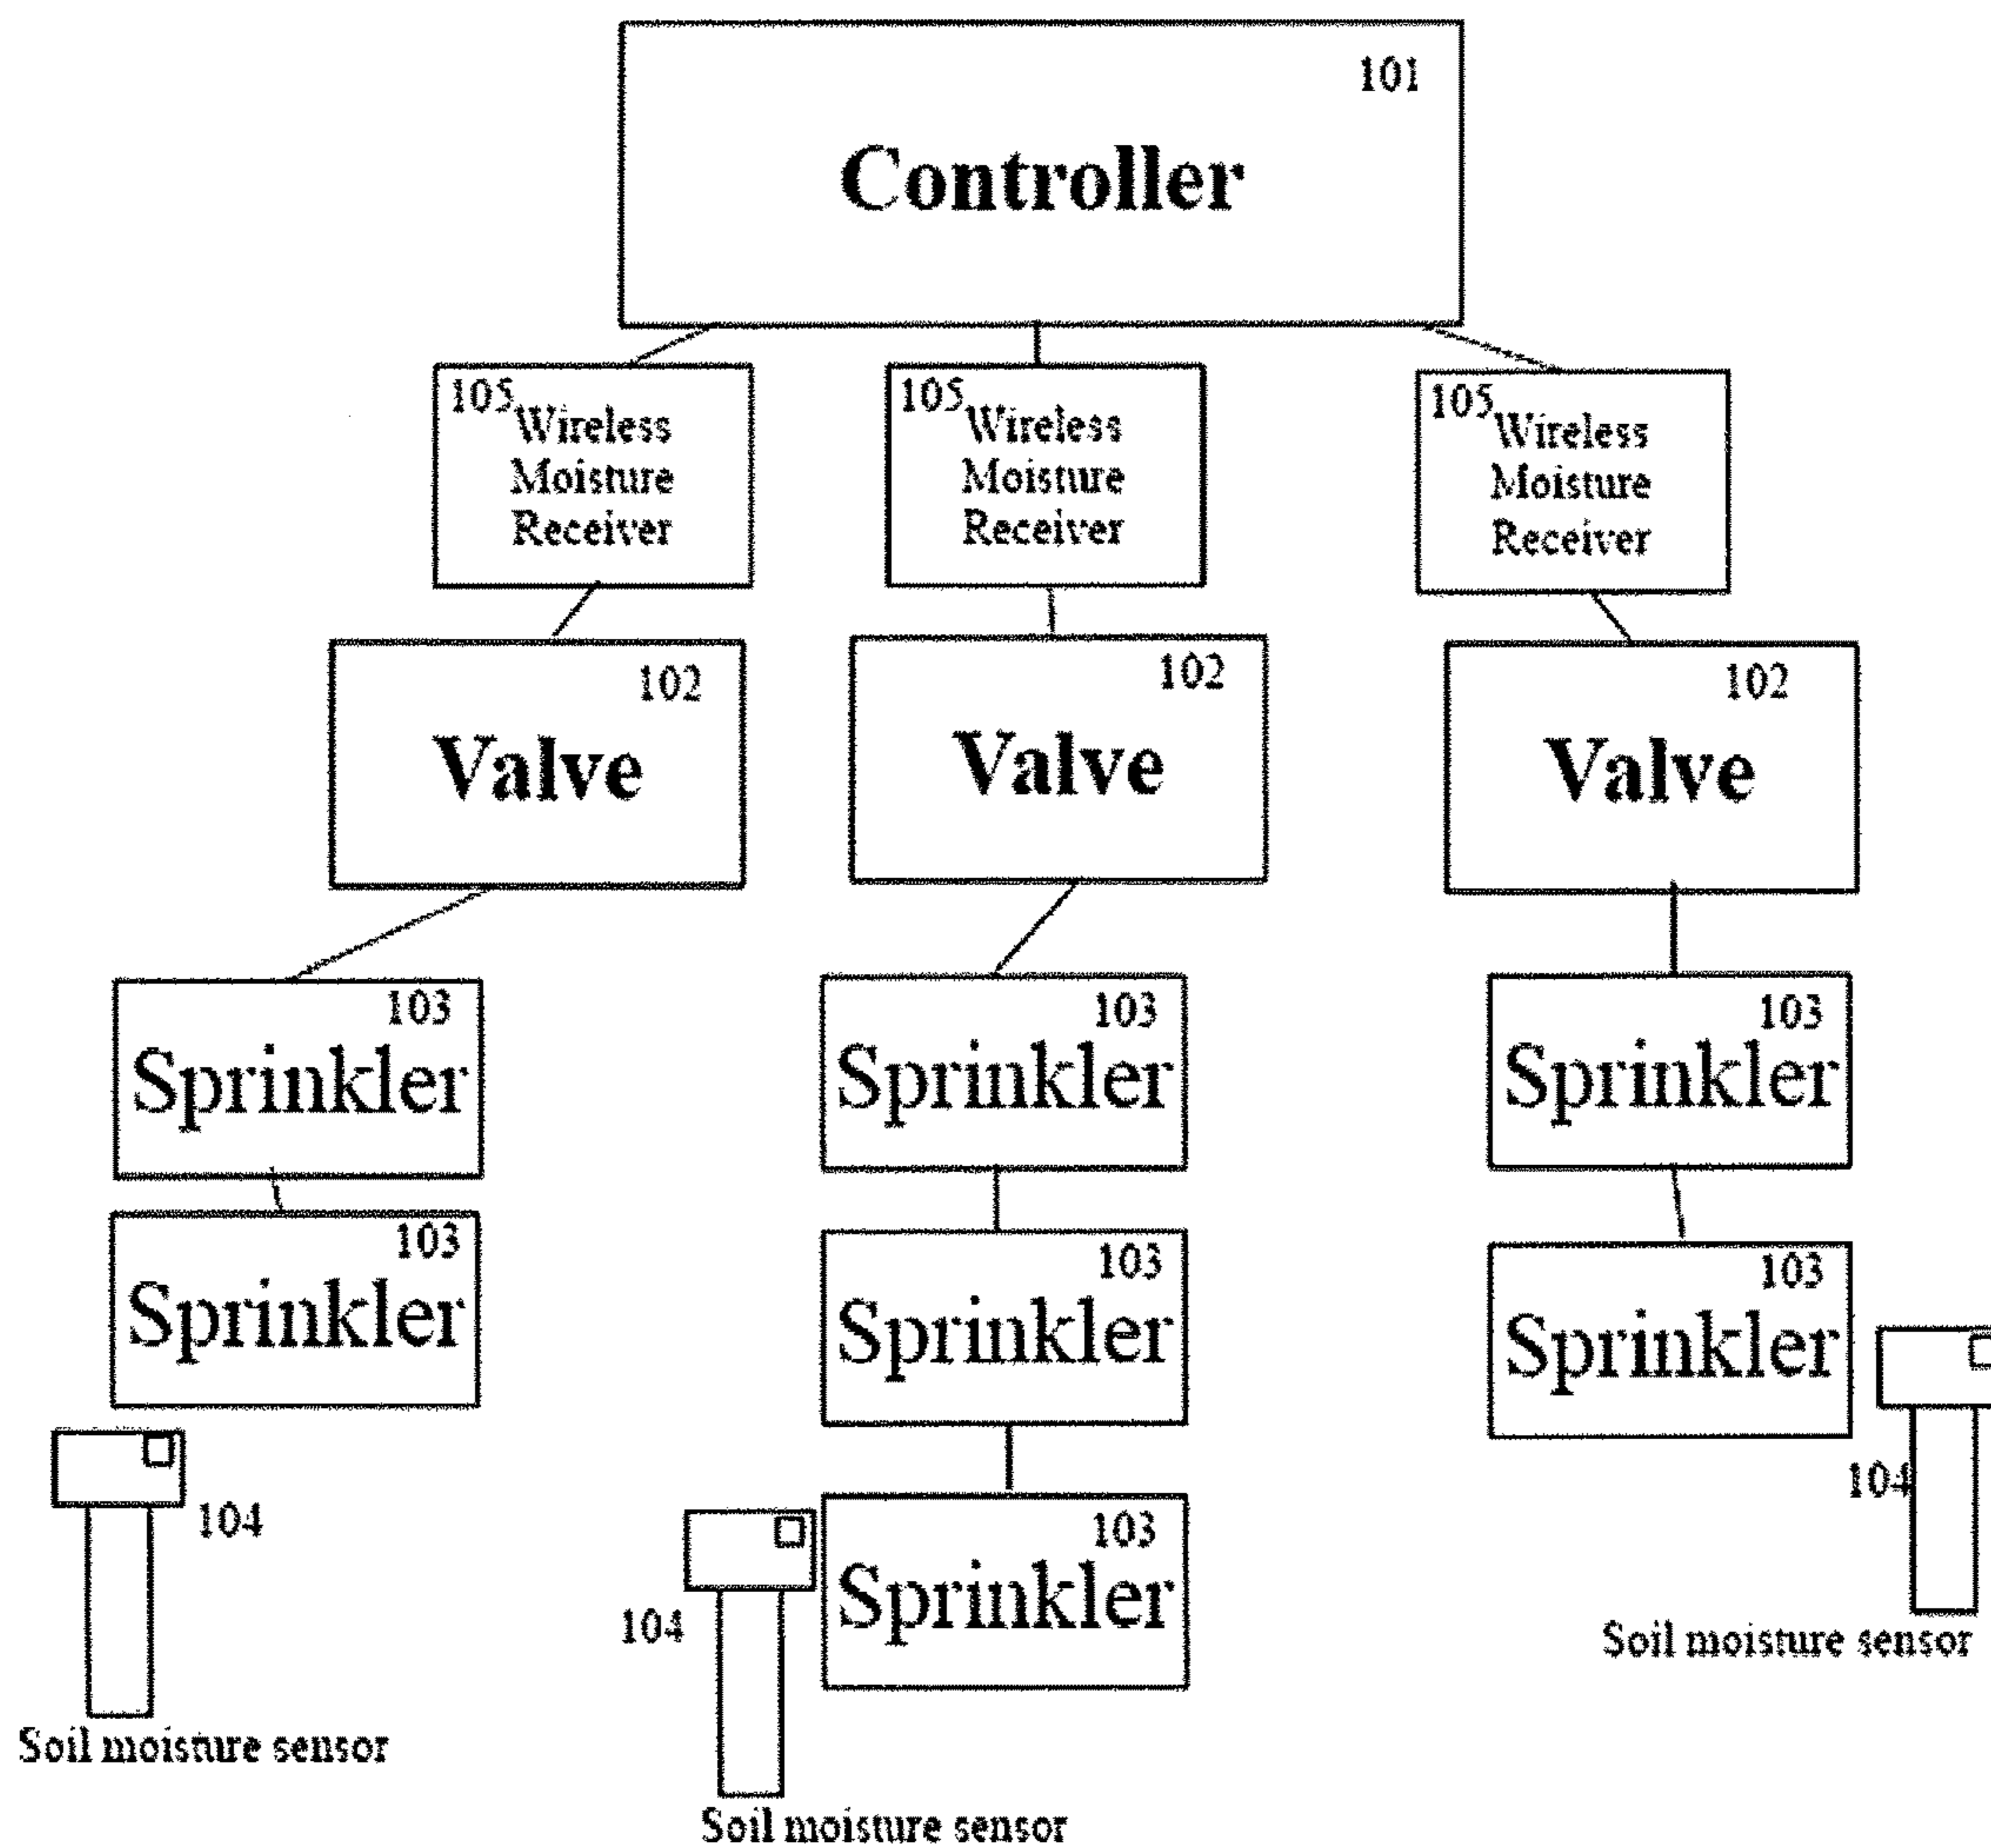 101
Controller
105
Wireless
Moisture
Receiver
105
Wireless
Moisture
Receiver
105
Wireless
Moisture
Receiver
102
Valve
102
Valve
102
Valve
103
Sprinkler
103
Sprinkler
103
Sprinkler
103
Sprinkler
103
Sprinkler
103
Sprinkler
103
Sprinkler
104
Soil moisture sensor
104
Soil moisture sensor
104
Soil moisture sensor